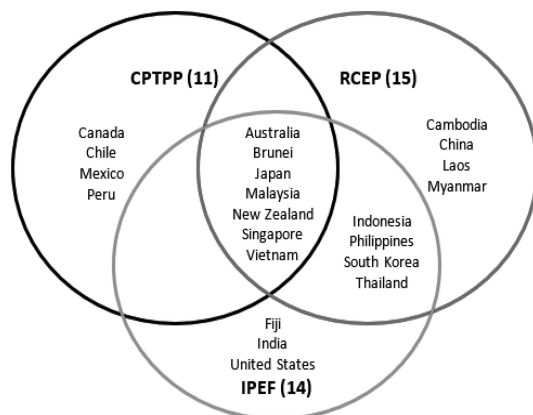 CPTPP (11)
RCEP (15)
Canada
Chile
Mexico
Peru
Australia
Brunei
Japan
Malaysia
New Zealand
Singapore
Vietnam
Cambodia
China
Laos
Myanmar
Indonesia
Philippines
South Korea
Thailand
Fiji
India
United States
IPEF (14)